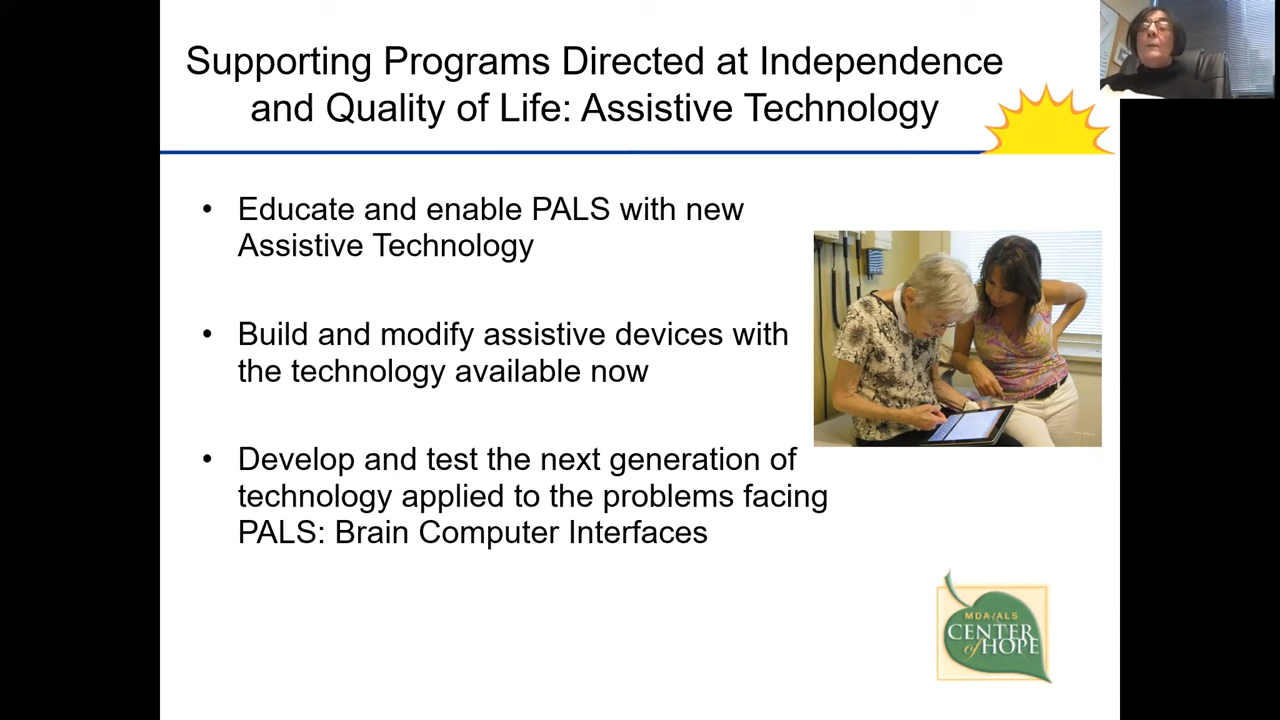 Supporting Programs Directed at Independence
and Quality of Life: Assistive Technology
• Educate and enable PALS with new
Assistive Technology
• Build and modify assistive devices with
the technology available now
• Develop and test the next generation of
technology applied to the problems facing
PALS: Brain Computer Interfaces
MDA/ALS
CENTER
of HOPE